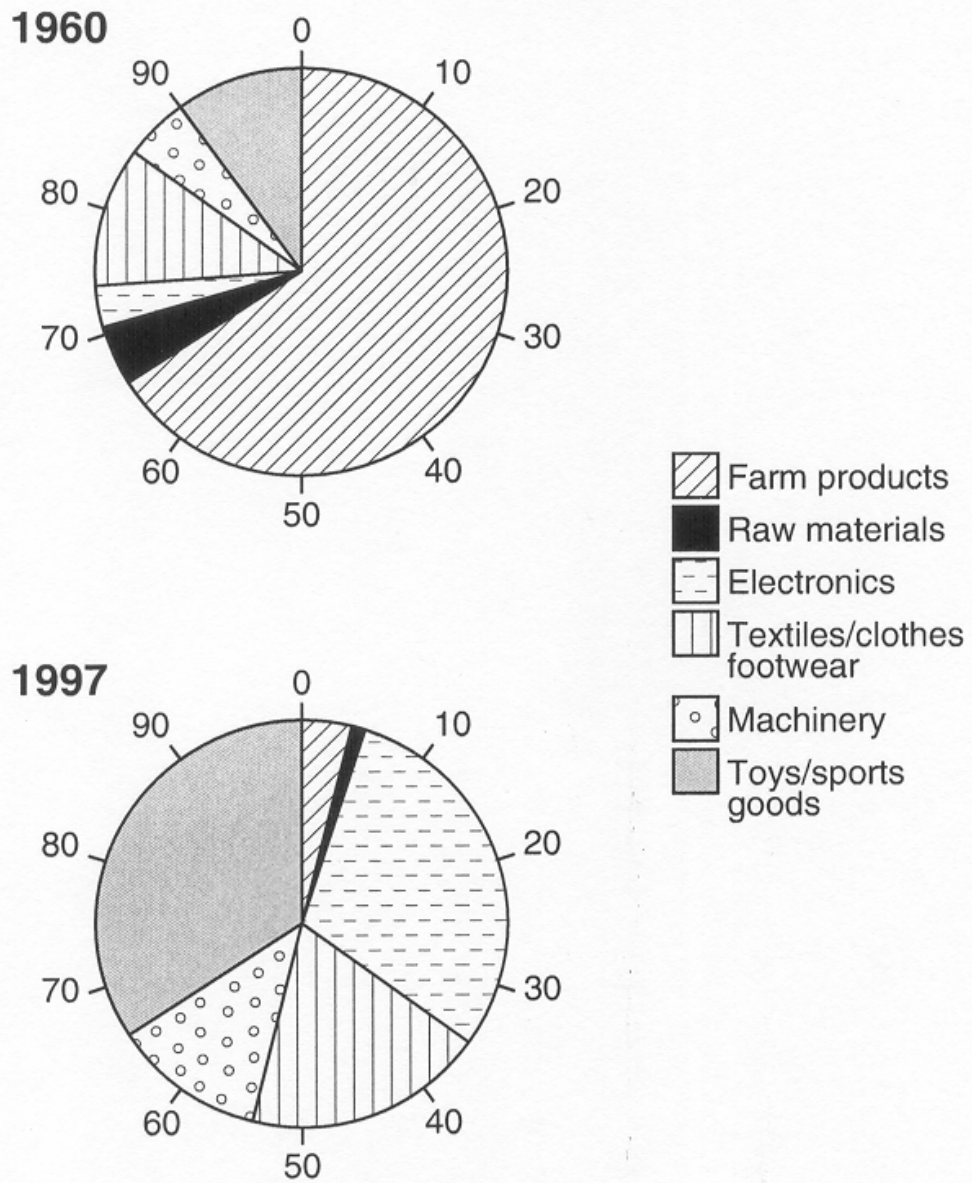 1960
0
10
20
30
40
50
60
70
80
90
Farm products
Raw materials
Electronics
Textiles/clothes
footwear
Machinery
Toys/sports
goods
1997
0
10
20
30
40
50
60
70
80
90